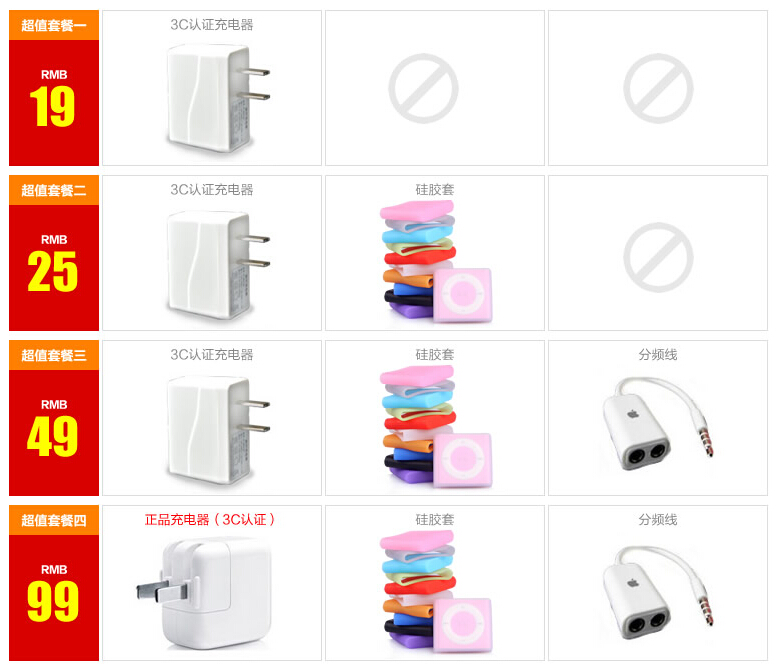 超值套餐一
3C认证充电器
RMB
19
超值套餐二
3C认证充电器
硅胶套
RMB
25
超值套餐三
3C认证充电器
硅胶套
分频线
RMB
49
超值套餐四
正品充电器（3C认证）
硅胶套
分频线
RMB
99